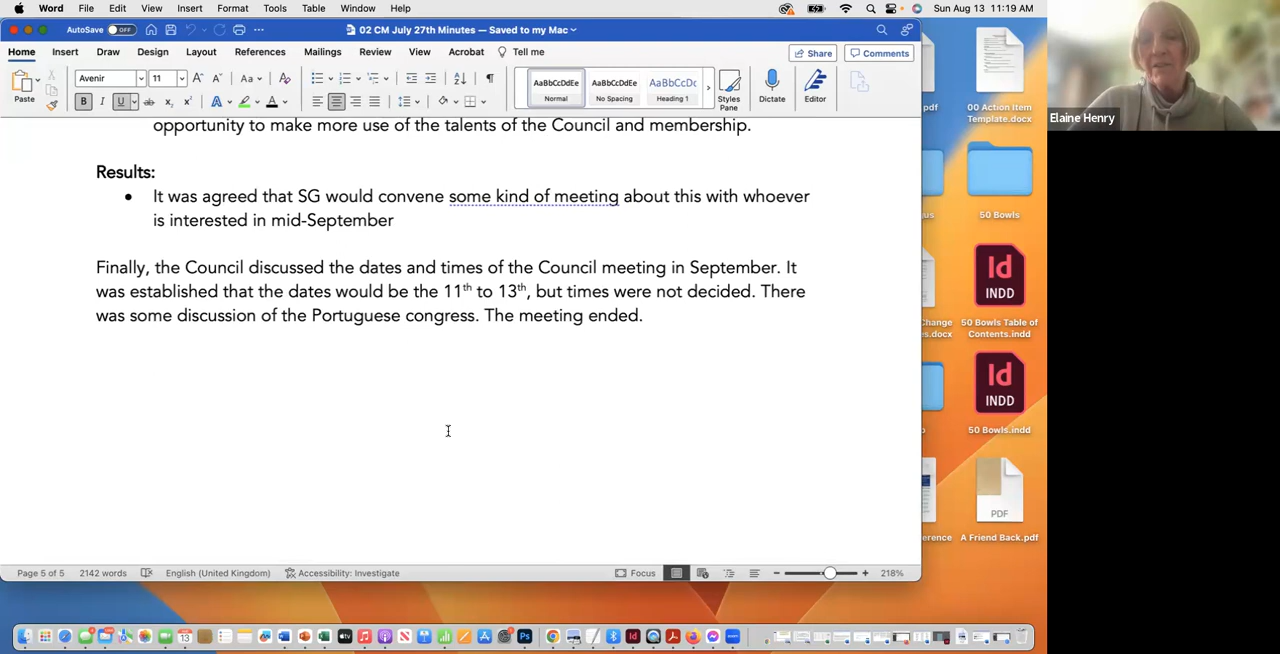 Word File Edit View Insert Format Tools Table Window Help Sun Aug 13 11:19 AM
AutoSave OFF 02 CM July 27th Minutes — Saved to my Mac
Home Insert Draw Design Layout References Mailings Review View Acrobat Tell me Share Comments
Paste Avenir 11 A A Aa A
B I U ab x₂ x² A A
AaBbCcDdEe Normal AaBbCcDdEe No Spacing AaBbCcDc Heading 1 Styles Pane Dictate Editor
opportunity to make more use of the talents of the Council and membership.
Results:
• It was agreed that SG would convene some kind of meeting about this with whoever
is interested in mid-September
Finally, the Council discussed the dates and times of the Council meeting in September. It
was established that the dates would be the 11th to 13th, but times were not decided. There
was some discussion of the Portuguese congress. The meeting ended.
Page 5 of 5 2142 words English (United Kingdom) Accessibility: Investigate Focus 218%
pdf
00 Action Item
Template.docx
50 Bowls
Id
INDD
50 Bowls Table of
Contents.indd
Id
INDD
50 Bowls.indd
PDF
A Friend Back.pdf
Elaine Henry